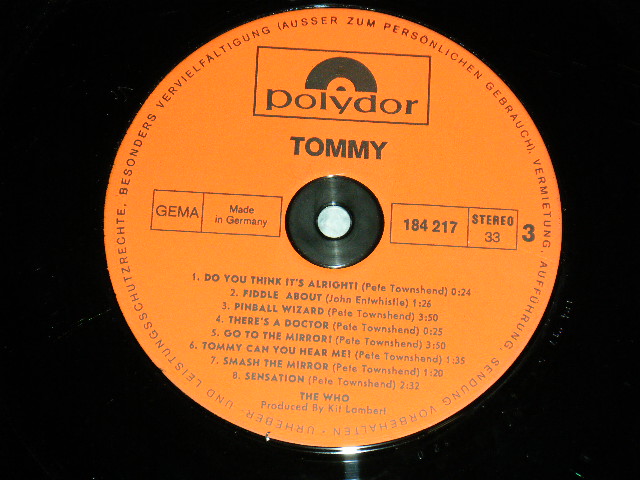 URHEBER- UND LEISTUNGSSCHUTZRECHTE, BESONDERS VERVIELFÄLTIGUNG (AUSSER ZUM PERSÖNLICHEN GEBRAUCH), VERMIETUNG, AUFFÜHRUNG, SENDUNG VORBEHALTEN ·
polydor
TOMMY
GEMA
Made
in Germany
184 217
STEREO
33
3
1. DO YOU THINK IT'S ALRIGHT! (Pete Townshend) 0:24
2. FIDDLE ABOUT (John Entwhistle) 1:26
3. PINBALL WIZARD (Pete Townshend) 3:50
4. THERE'S A DOCTOR (Pete Townshend) 0:25
5. GO TO THE MIRROR! (Pete Townshend) 3:50
6. TOMMY CAN YOU HEAR ME! (Pete Townshend) 1:35
7. SMASH THE MIRROR (Pete Townshend) 1:20
8. SENSATION (Pete Townshend) 2:32
THE WHO
Produced By Kit Lambert